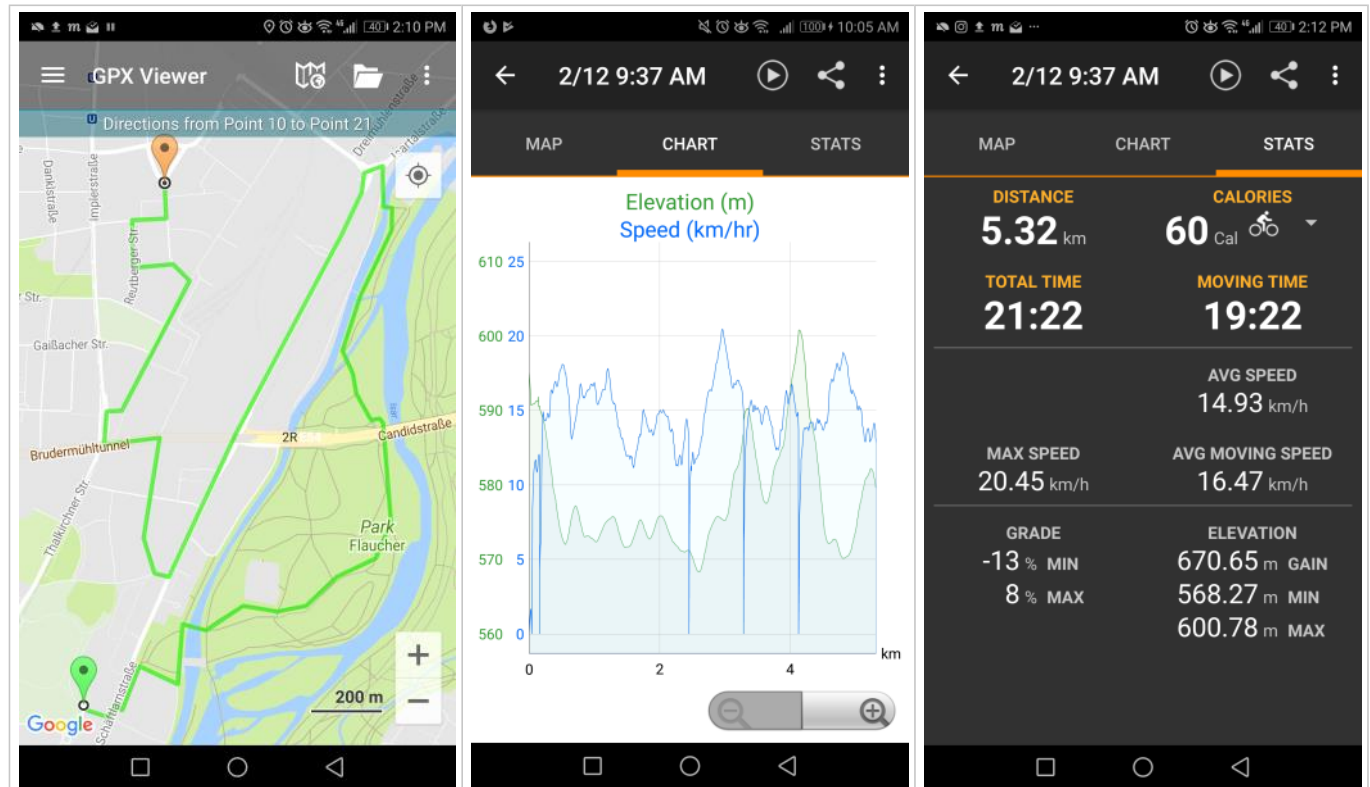 2:10 PM
GPX Viewer
Directions from Point 10 to Point 21
Danklstraße
Implerstraße
Reutberger Str.
Gaißacher Str.
Brudermühltunnel
2R
Candidstraße
Isar
Thalkirchner Str.
Park
Flaucher
Schäftlarnstraße
200 m
Google
+
−
100 10:05 AM
2/12 9:37 AM
MAP
CHART
STATS
Elevation (m)
Speed (km/hr)
610 25
600 20
590 15
580 10
570 5
560 0
km
0 2 4
40 2:12 PM
2/12 9:37 AM
MAP
CHART
STATS
DISTANCE
CALORIES
5.32 km
60 Cal
TOTAL TIME
MOVING TIME
21:22
19:22
AVG SPEED
14.93 km/h
MAX SPEED
AVG MOVING SPEED
20.45 km/h
16.47 km/h
GRADE
ELEVATION
-13 % MIN
670.65 m GAIN
8 % MAX
568.27 m MIN
600.78 m MAX